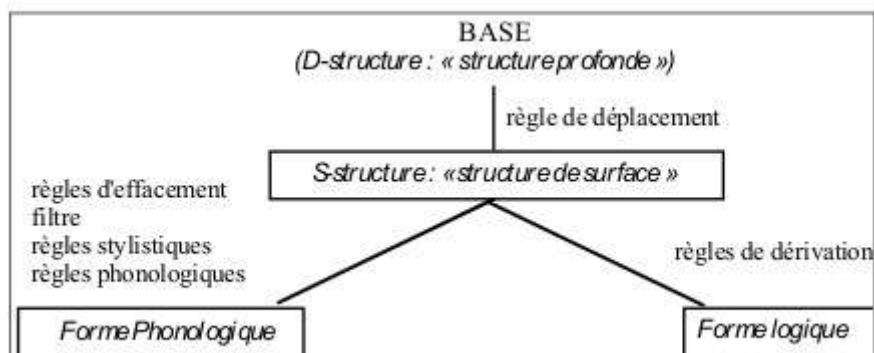 BASE
(D-structure : « structure profonde »)
règle de déplacement
S-structure : «structure de surface »
règles d'effacement
filtre
règles stylistiques
règles phonologiques
règles de dérivation
Forme Phonologique
Forme logique